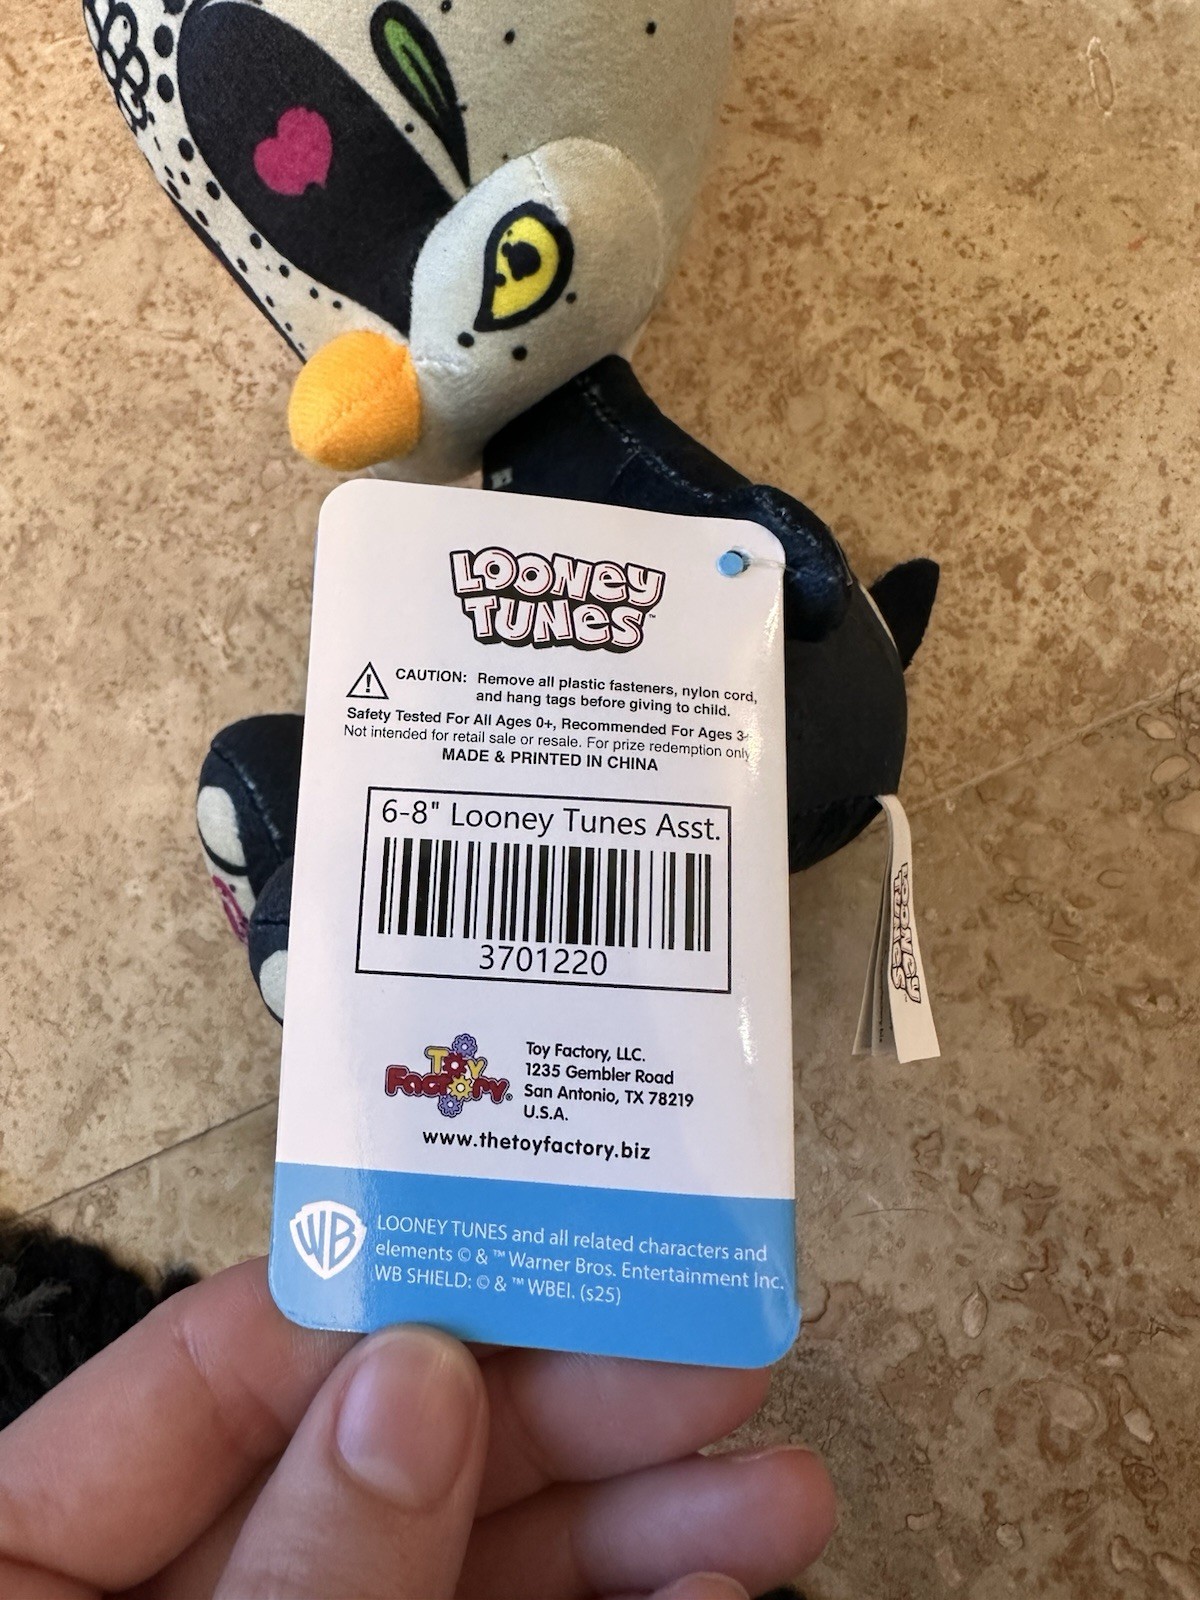 LOONEY
TUNES™
CAUTION: Remove all plastic fasteners, nylon cord,
and hang tags before giving to child.
Safety Tested For All Ages 0+, Recommended For Ages 3+
Not intended for retail sale or resale. For prize redemption only
MADE & PRINTED IN CHINA
6-8" Looney Tunes Asst.
3701220
Toy
Factory®
Toy Factory, LLC.
1235 Gembler Road
San Antonio, TX 78219
U.S.A.
www.thetoyfactory.biz
WB
LOONEY TUNES and all related characters and
elements © & ™ Warner Bros. Entertainment Inc.
WB SHIELD: © & ™ WBEI. (s25)
LOONEY
TUNES